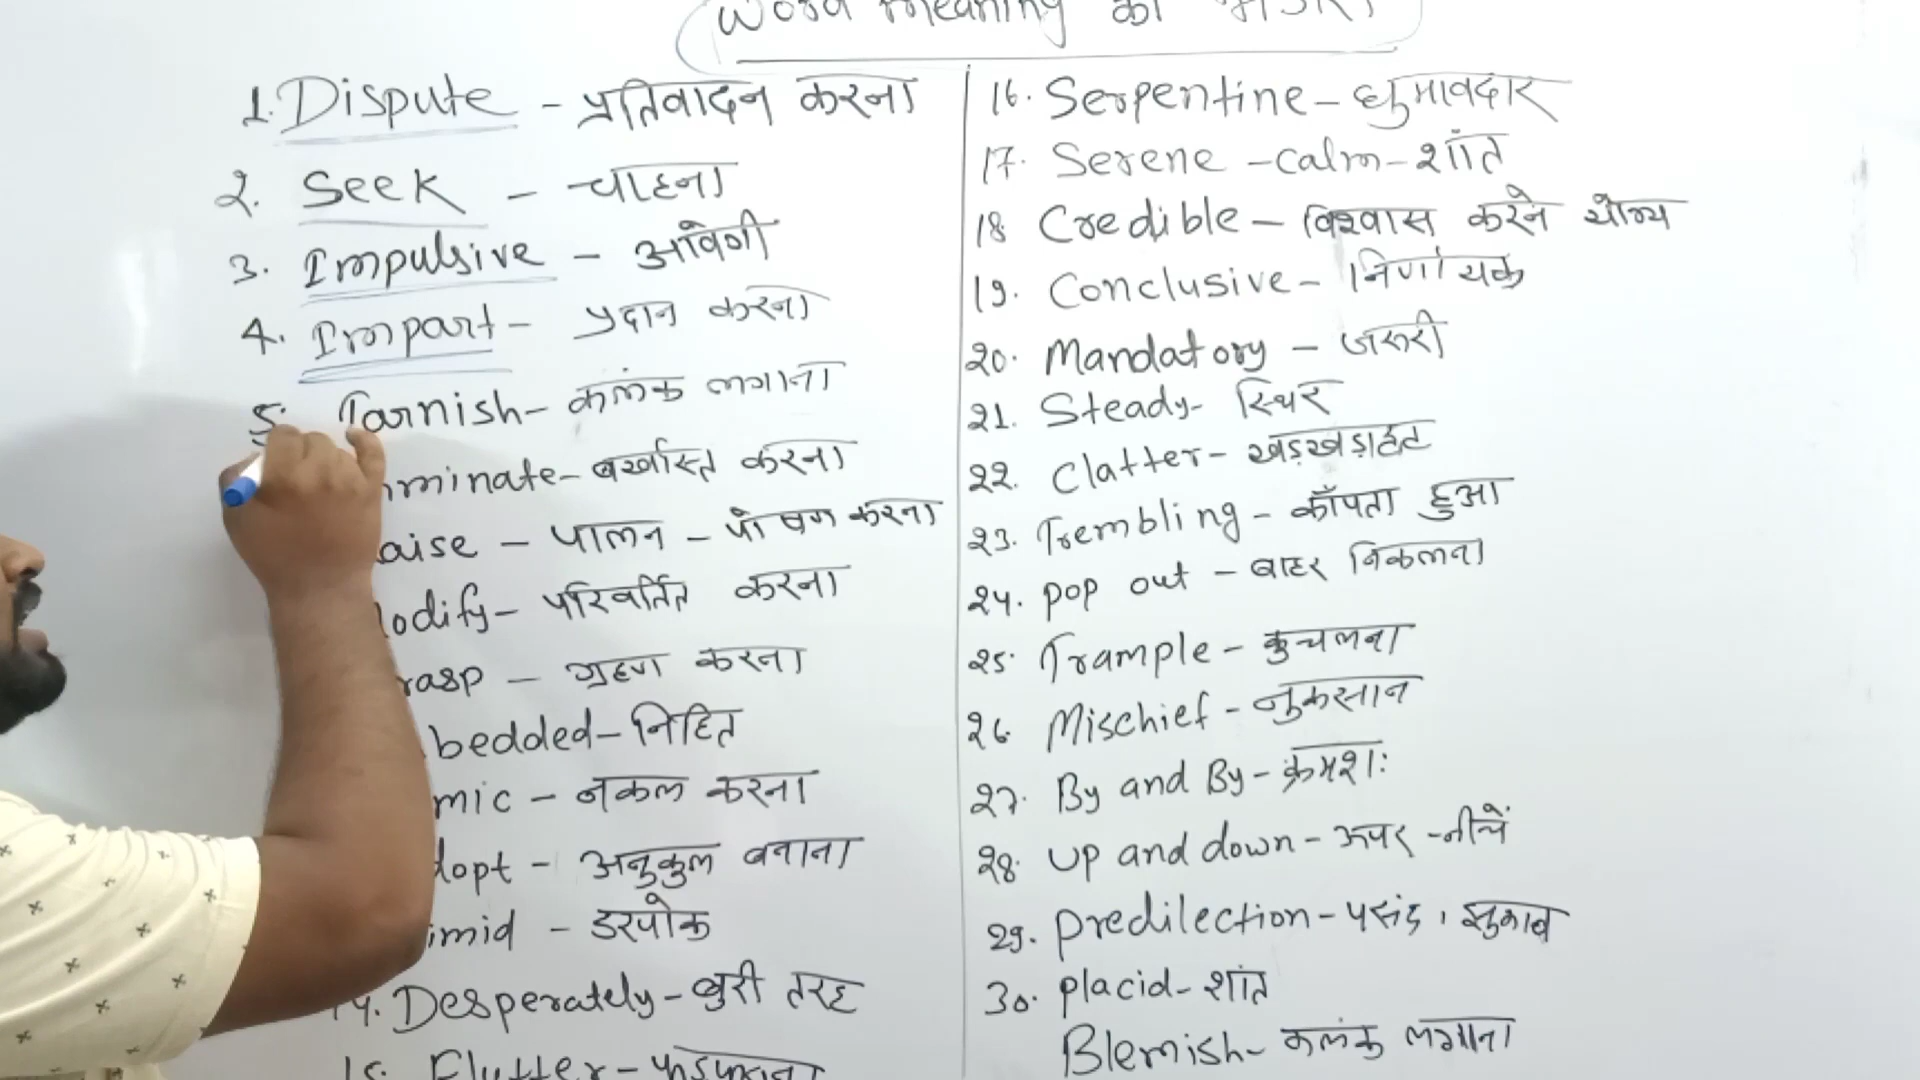 Word meaning का
1. Dispute - प्रतिवादन करना
2. Seek - चाहना
3. Impulsive - आवेगी
4. Impart - प्रदान करना
5. Tarnish - कलंक लगाना
minate - बर्खास्त करना
aise - पालन - पोषण करना
odify - परिवर्तित करना
rasp - ग्रहण करना
bedded - निहित
mic - नकल करना
dopt - अनुकुल बनाना
imid - डरपोक
14. Desperately - बुरी तरह
15. Flutter -
16. Serpentine - घुमावदार
17. Serene - calm - शांत
18 Credible - विश्वास करने योग्य
19. Conclusive - निर्णायक
20. Mandatory - जरूरी
21. Steady - स्थिर
22. Clatter - खड़खड़ाहट
23. Trembling - काँपता हुआ
24. pop out - बाहर निकलना
25. Trample - कुचलना
26. Mischief - नुकसान
27. By and By - क्रमशः
28. up and down - ऊपर - नीचें
29. predilection - पसंद, झुकाव
30. placid - शांत
Blemish - कलंक लगाना